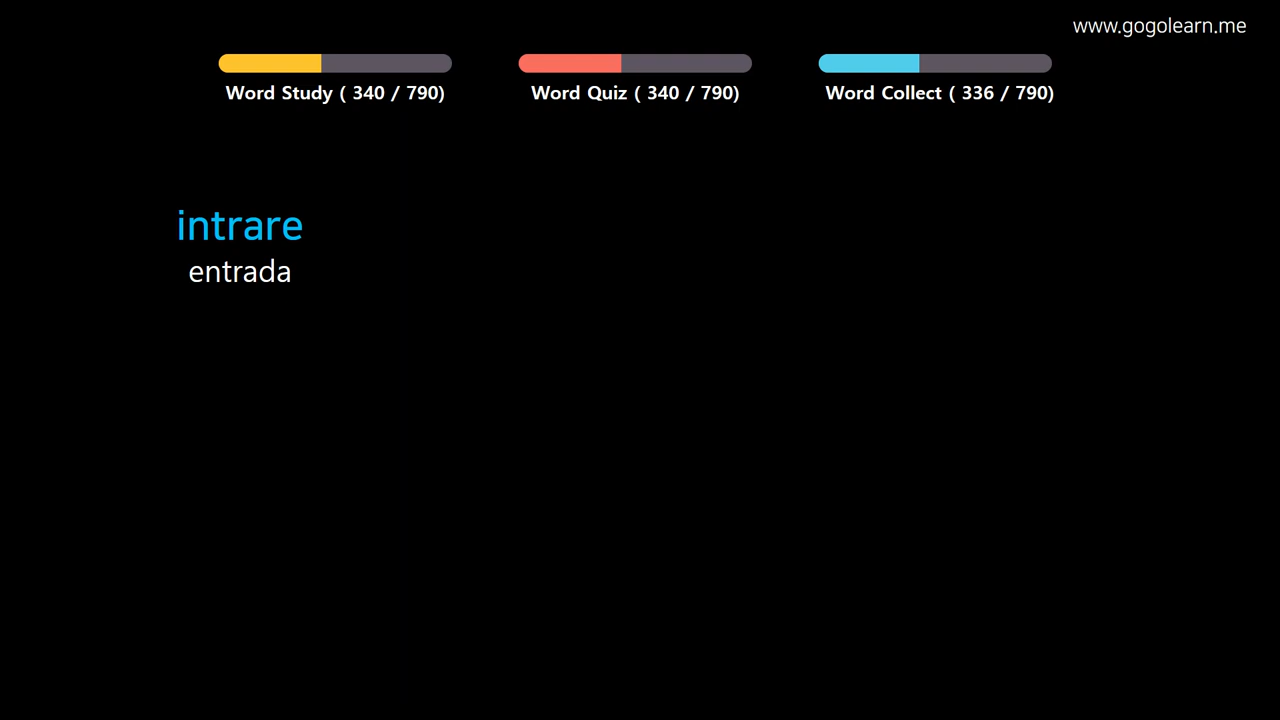 www.gogolearn.me
Word Study ( 340 / 790)
Word Quiz ( 340 / 790)
Word Collect ( 336 / 790)
intrare
entrada